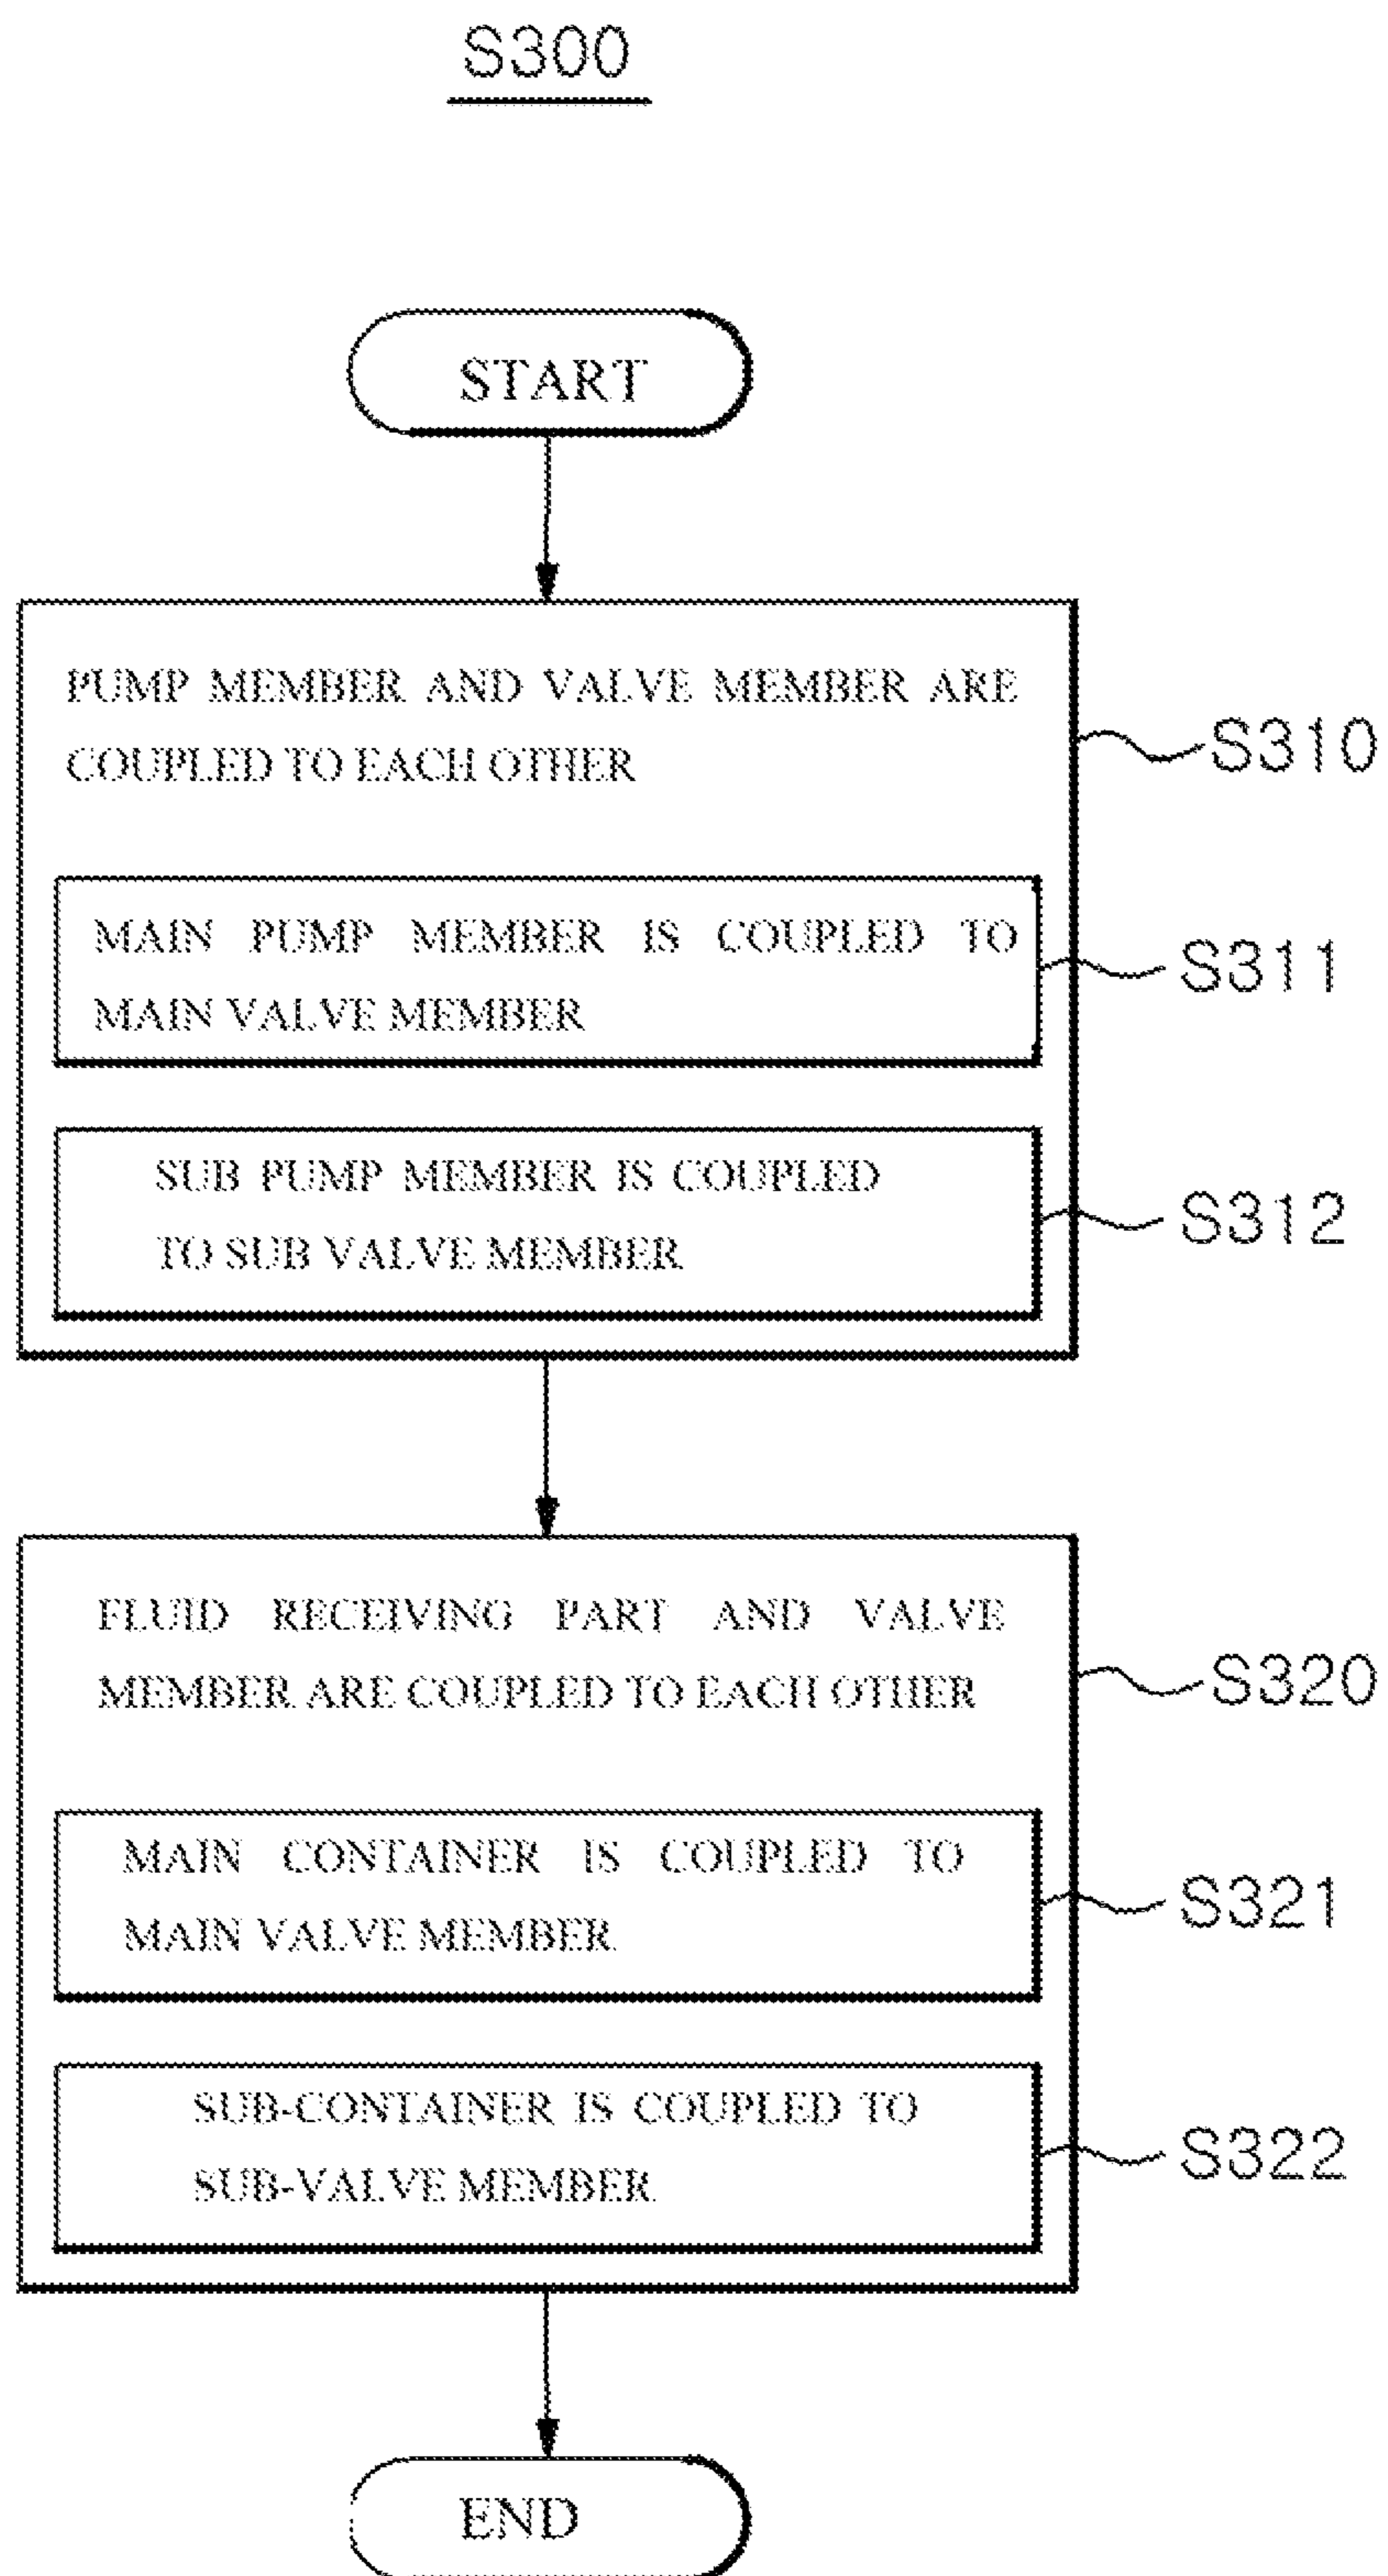 S300
START
PUMP MEMBER AND VALVE MEMBER ARE
COUPLED TO EACH OTHER
S310
MAIN PUMP MEMBER IS COUPLED TO
MAIN VALVE MEMBER
S311
SUB PUMP MEMBER IS COUPLED
TO SUB VALVE MEMBER
S312
FLUID RECEIVING PART AND VALVE
MEMBER ARE COUPLED TO EACH OTHER
S320
MAIN CONTAINER IS COUPLED TO
MAIN VALVE MEMBER
S321
SUB-CONTAINER IS COUPLED TO
SUB-VALVE MEMBER
S322
END